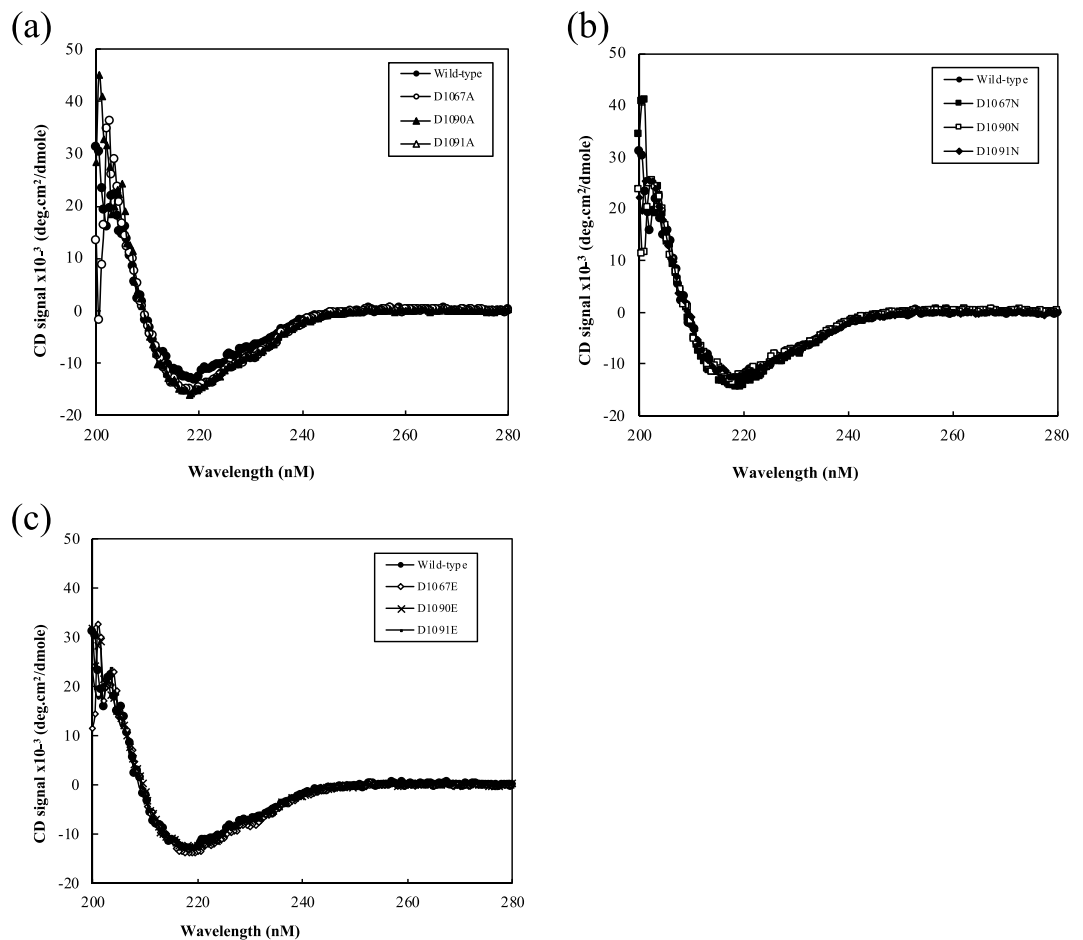 (a)
50
40
30
20
10
0
-10
-20
200
220
240
260
280
CD signal x10-3 (deg.cm2/dmole)
Wavelength (nM)
Wild-type
D1067A
D1090A
D1091A
(b)
50
40
30
20
10
0
-10
-20
200
220
240
260
280
CD signal x10-3 (deg.cm2/dmole)
Wavelength (nM)
Wild-type
D1067N
D1090N
D1091N
(c)
50
40
30
20
10
0
-10
-20
200
220
240
260
280
CD signal x10-3 (deg.cm2/dmole)
Wavelength (nM)
Wild-type
D1067E
D1090E
D1091E